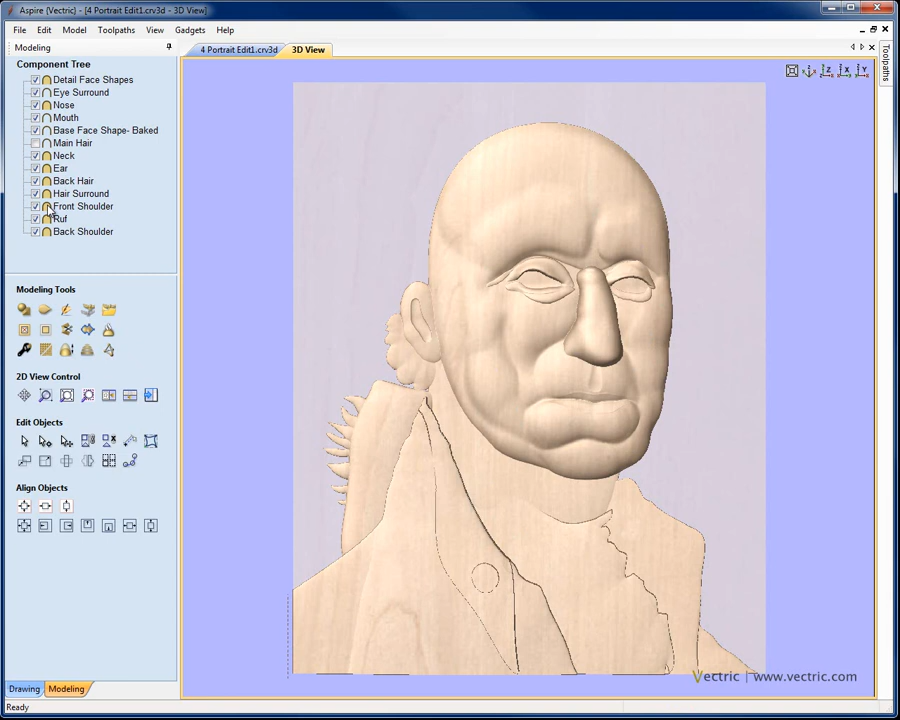 Aspire (Vectric) - [4 Portrait Edit1.crv3d - 3D View]
File Edit Model Toolpaths View Gadgets Help
Modeling
4 Portrait Edit1.crv3d 3D View
Toolpaths
Component Tree
Detail Face Shapes
Eye Surround
Nose
Mouth
Base Face Shape- Baked
Main Hair
Neck
Ear
Back Hair
Hair Surround
Front Shoulder
Ruf
Back Shoulder
Modeling Tools
2D View Control
Edit Objects
Align Objects
Vectric | www.vectric.com
Drawing Modeling
Ready